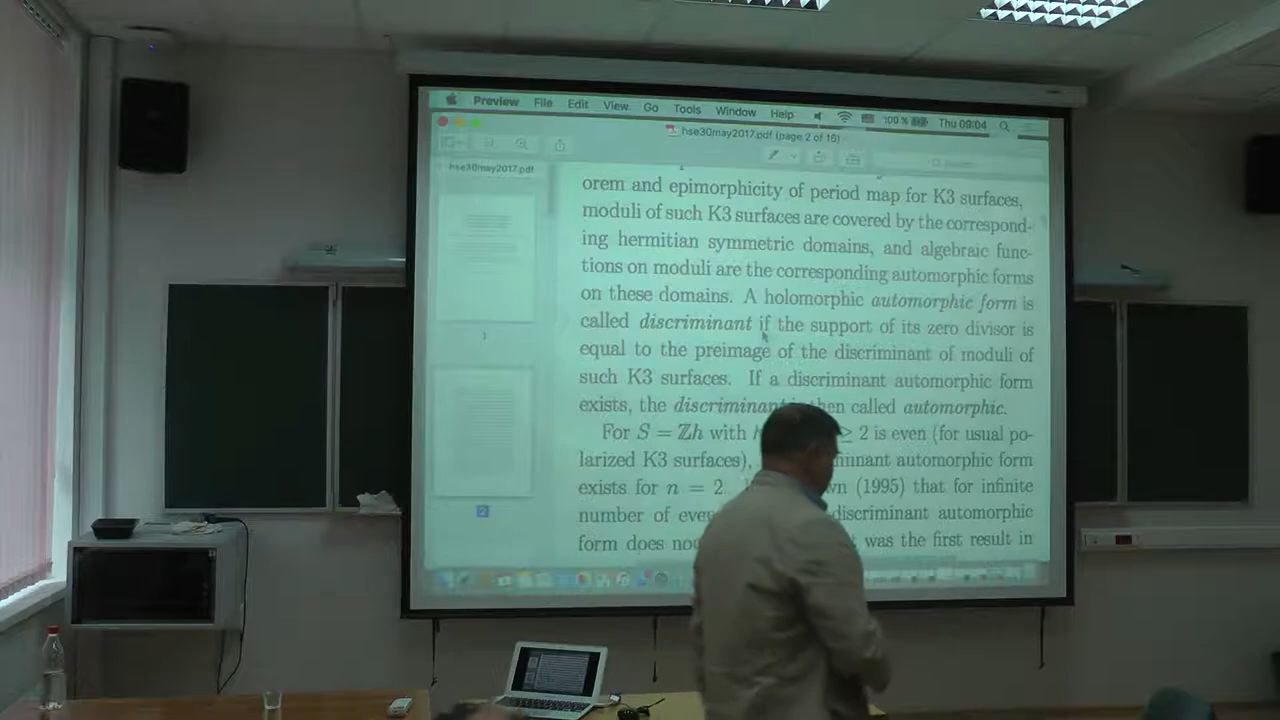 Preview File Edit View Go Tools Window Help 100 % Thu 09:04
hse30may2017.pdf (page 2 of 16)
hse30may2017.pdf
orem and epimorphicity of period map for K3 surfaces,
moduli of such K3 surfaces are covered by the correspond-
ing hermitian symmetric domains, and algebraic func-
tions on moduli are the corresponding automorphic forms
on these domains. A holomorphic automorphic form is
called discriminant if the support of its zero divisor is
equal to the preimage of the discriminant of moduli of
such K3 surfaces. If a discriminant automorphic form
exists, the discriminant then called automorphic.
For S = ℤh with ≥ 2 is even (for usual po-
larized K3 surfaces), automorphic form
exists for n = 2. (1995) that for infinite
number of discriminant automorphic
form does was the first result in
1
2